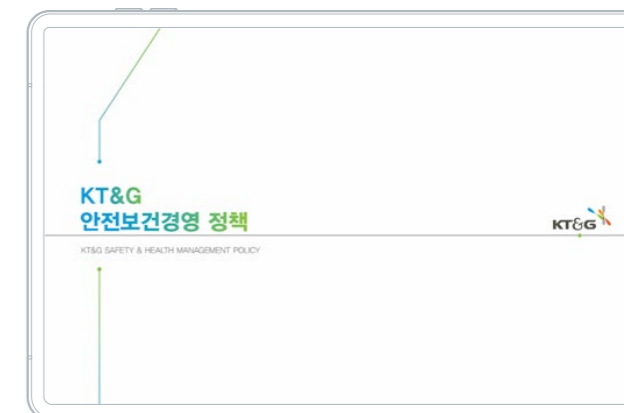 KT&G
안전보건경영 정책
KT&G SAFETY & HEALTH MANAGEMENT POLICY
KT&G